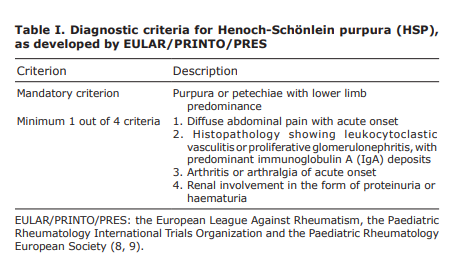 Table I. Diagnostic criteria for Henoch-Schönlein purpura (HSP),
as developed by EULAR/PRINTO/PRES
Criterion Description
Mandatory criterion Purpura or petechiae with lower limb
predominance
Minimum 1 out of 4 criteria 1. Diffuse abdominal pain with acute onset
2. Histopathology showing leukocytoclastic
vasculitis or proliferative glomerulonephritis, with
predominant immunoglobulin A (IgA) deposits
3. Arthritis or arthralgia of acute onset
4. Renal involvement in the form of proteinuria or
haematuria
EULAR/PRINTO/PRES: the European League Against Rheumatism, the Paediatric
Rheumatology International Trials Organization and the Paediatric Rheumatology
European Society (8, 9).